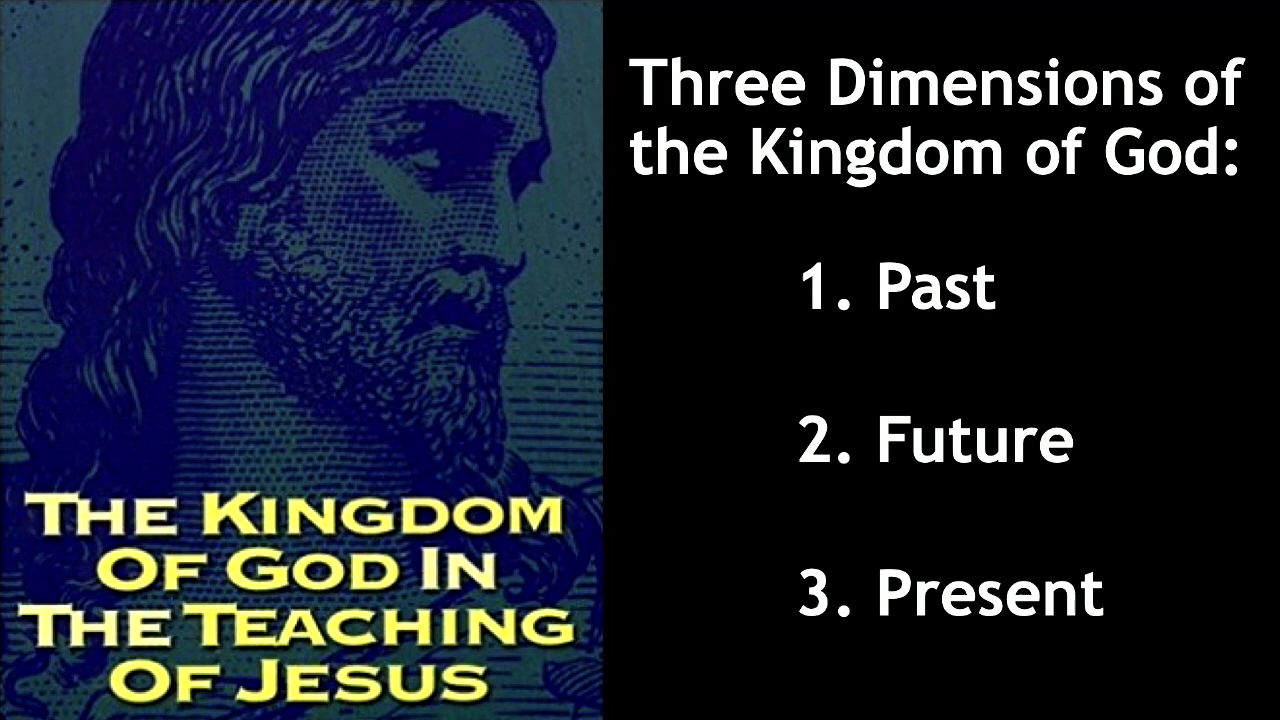 THE KINGDOM
OF GOD IN
THE TEACHING
OF JESUS
Three Dimensions of
the Kingdom of God:
1. Past
2. Future
3. Present